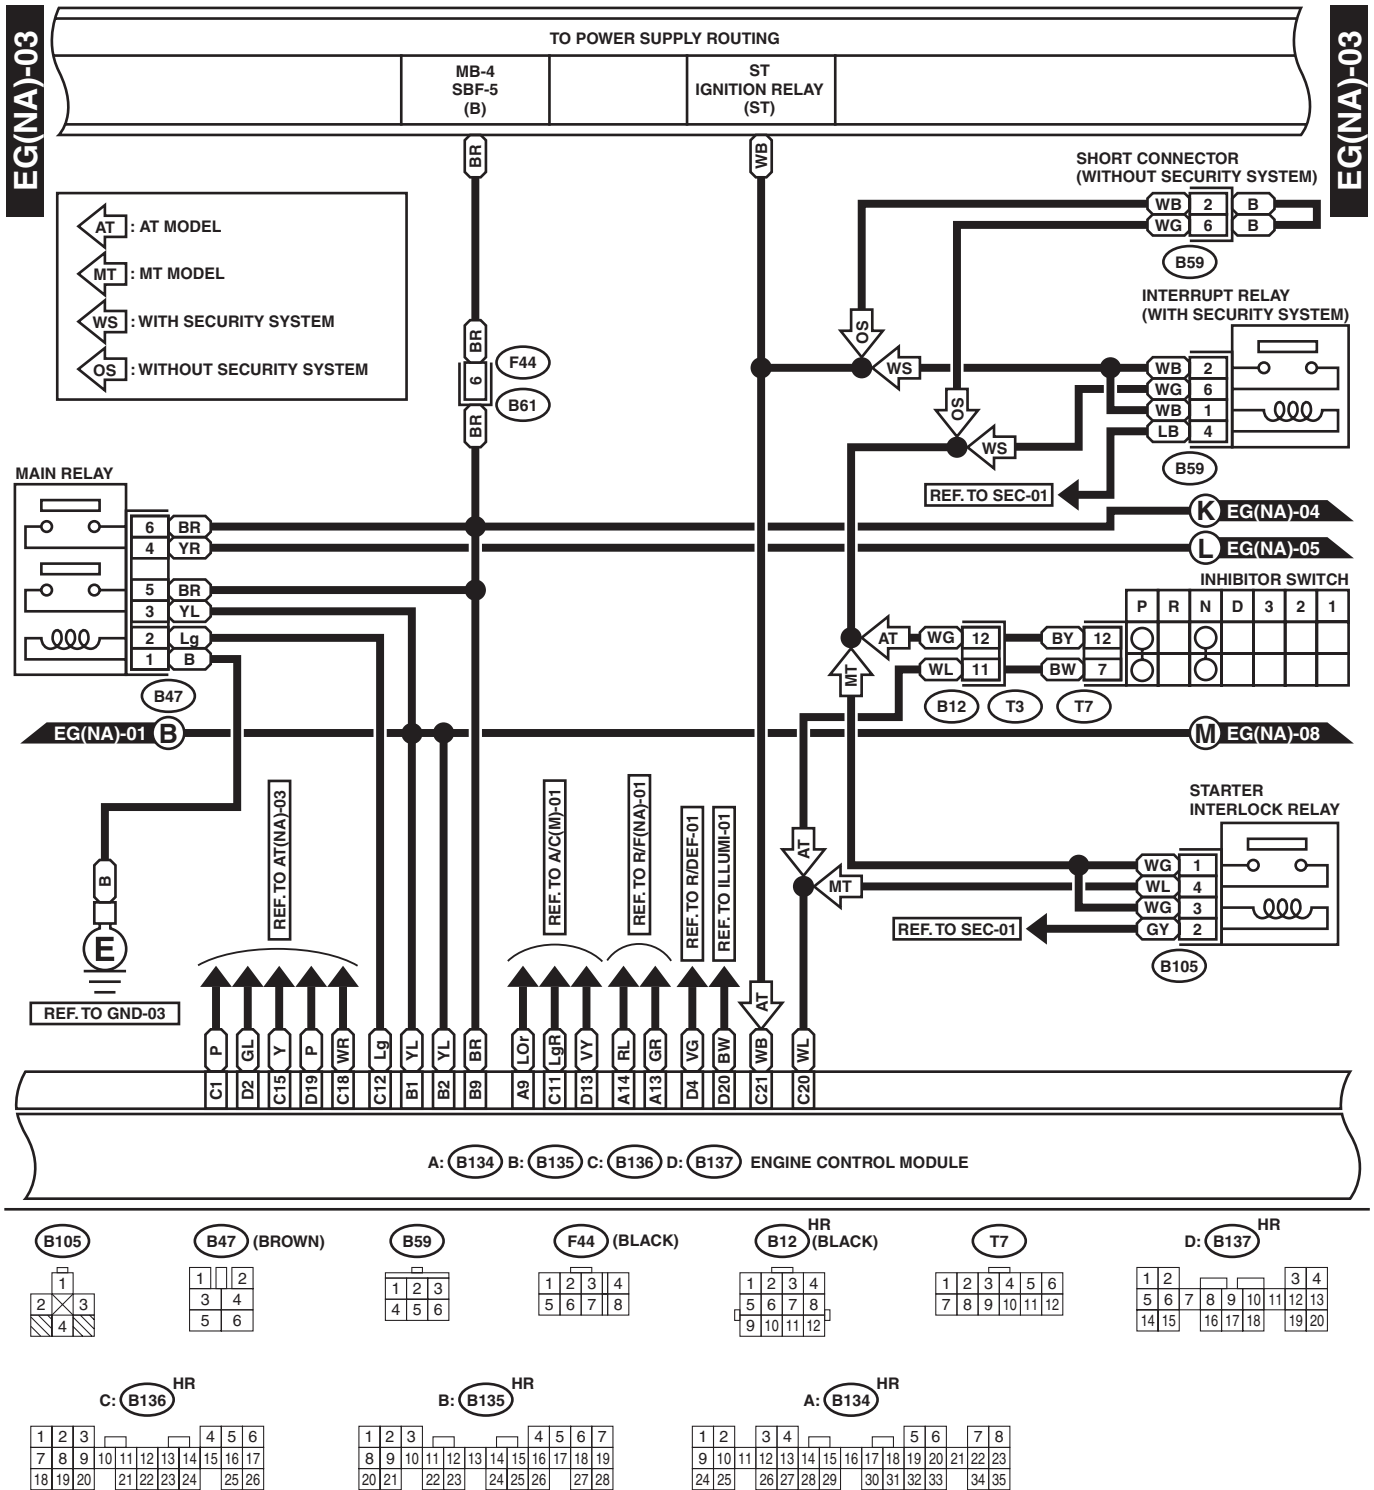 EG(NA)-03
EG(NA)-03
TO POWER SUPPLY ROUTING
MB-4
SBF-5
(B)
ST
IGNITION RELAY
(ST)
BR
WB
SHORT CONNECTOR
(WITHOUT SECURITY SYSTEM)
WB 2 B
WG 6 B
B59
AT : AT MODEL
MT : MT MODEL
WS : WITH SECURITY SYSTEM
OS : WITHOUT SECURITY SYSTEM
INTERRUPT RELAY
(WITH SECURITY SYSTEM)
OS
BR
6
BR
F44
B61
WS
WB 2
WG 6
WB 1
LB 4
B59
OS
WS
REF. TO SEC-01
MAIN RELAY
6 BR
4 YR
5 BR
3 YL
2 Lg
1 B
B47
K EG(NA)-04
L EG(NA)-05
INHIBITOR SWITCH
P R N D 3 2 1
AT WG 12 BY 12
MT WL 11 BW 7
B12 T3 T7
EG(NA)-01 B
M EG(NA)-08
STARTER
INTERLOCK RELAY
WG 1
WL 4
WG 3
GY 2
B105
AT
MT
REF. TO SEC-01
REF. TO AT(NA)-03
REF. TO A/C(M)-01
REF. TO R/F(NA)-01
REF. TO R/DEF-01
REF. TO ILLUMI-01
B
E
REF. TO GND-03
AT
P GL Y P WR Lg YL YL BR LOr LgR VY RL GR VG BW WB WL
C1 D2 C15 D19 C18 C12 B1 B2 B9 A9 C11 D13 A14 A13 D4 D20 C21 C20
A: B134 B: B135 C: B136 D: B137 ENGINE CONTROL MODULE
B105
1
2 3
4
B47 (BROWN)
1 2
3 4
5 6
B59
1 2 3
4 5 6
F44 (BLACK)
1 2 3 4
5 6 7 8
B12 HR (BLACK)
1 2 3 4
5 6 7 8
9 10 11 12
T7
1 2 3 4 5 6
7 8 9 10 11 12
D: B137 HR
1 2 3 4
5 6 7 8 9 10 11 12 13
14 15 16 17 18 19 20
C: B136 HR
1 2 3 4 5 6
7 8 9 10 11 12 13 14 15 16 17
18 19 20 21 22 23 24 25 26
B: B135 HR
1 2 3 4 5 6 7
8 9 10 11 12 13 14 15 16 17 18 19
20 21 22 23 24 25 26 27 28
A: B134 HR
1 2 3 4 5 6 7 8
9 10 11 12 13 14 15 16 17 18 19 20 21 22 23
24 25 26 27 28 29 30 31 32 33 34 35